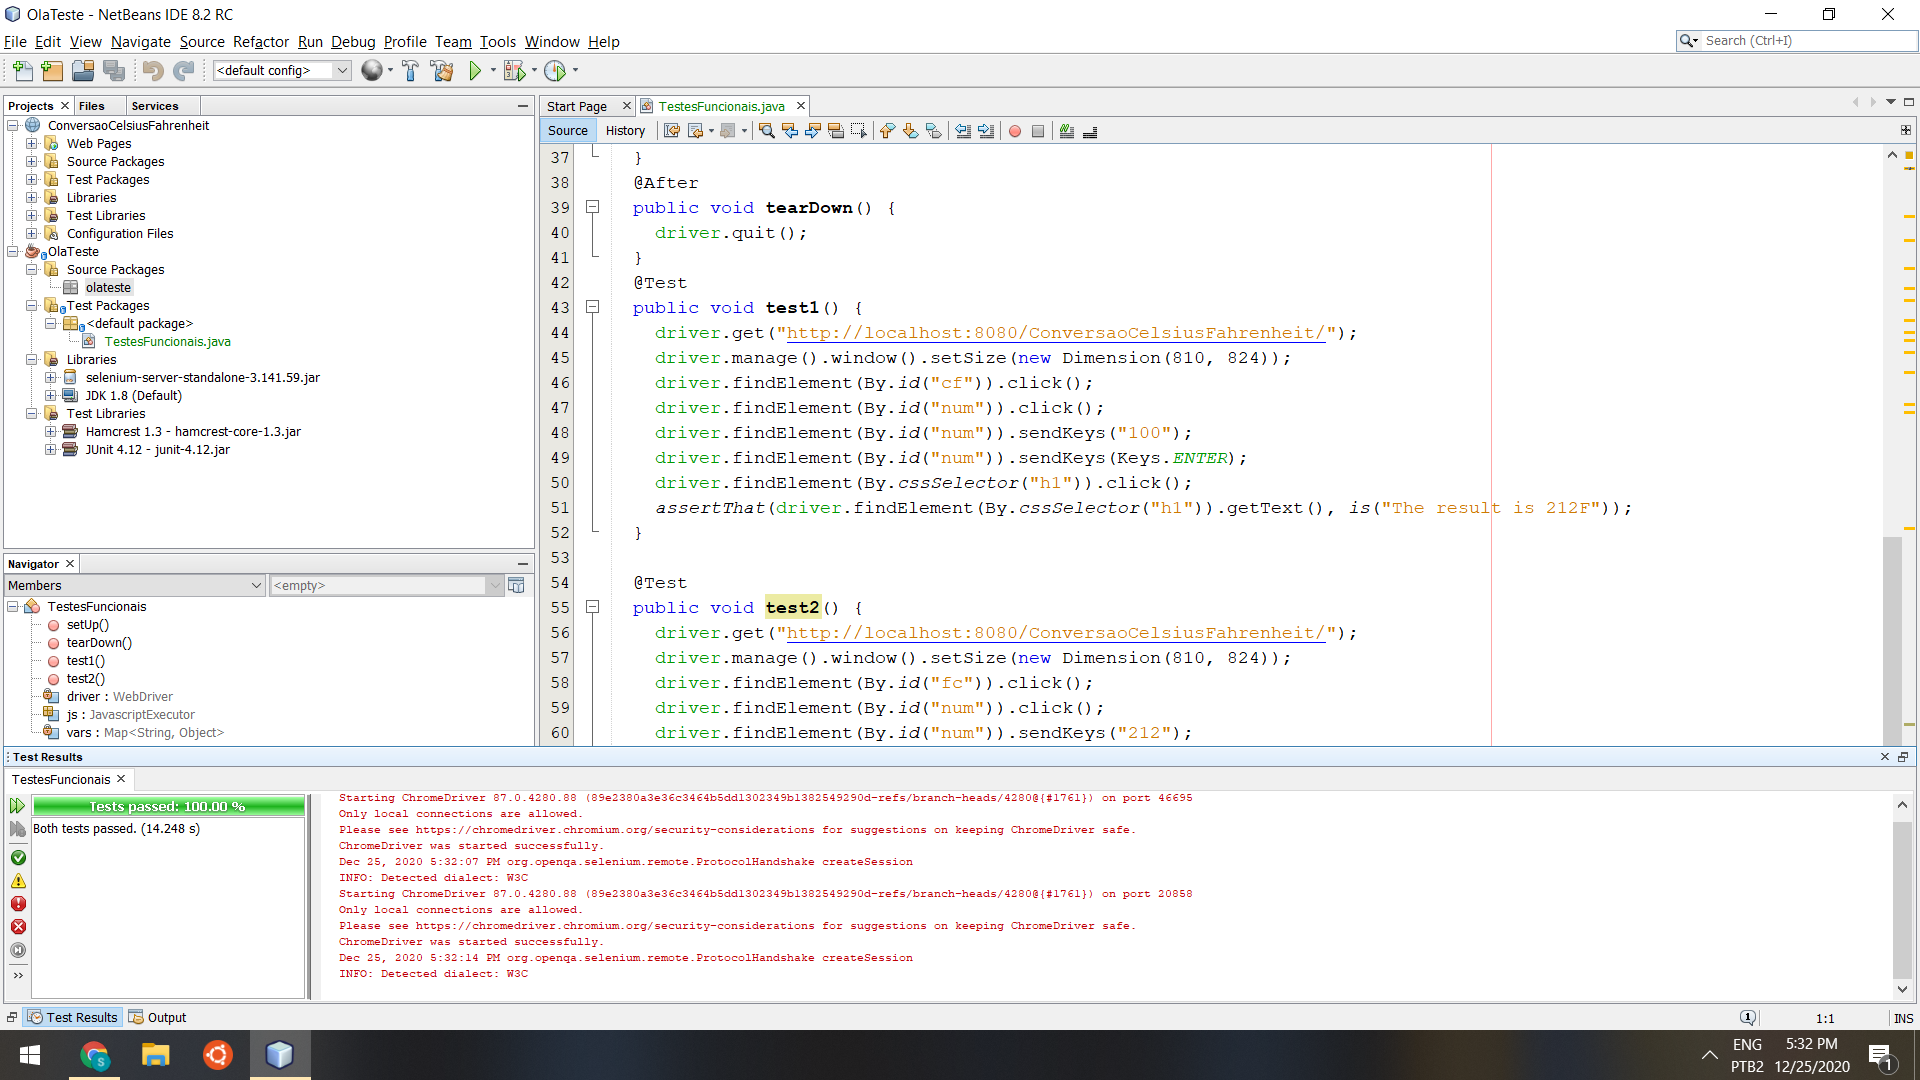 OlaTeste - NetBeans IDE 8.2 RC
File Edit View Navigate Source Refactor Run Debug Profile Team Tools Window Help
Search (Ctrl+I)
<default config>
Projects Files Services
ConversaoCelsiusFahrenheit
Web Pages
Source Packages
Test Packages
Libraries
Test Libraries
Configuration Files
OlaTeste
Source Packages
olateste
Test Packages
<default package>
TestesFuncionais.java
Libraries
selenium-server-standalone-3.141.59.jar
JDK 1.8 (Default)
Test Libraries
Hamcrest 1.3 - hamcrest-core-1.3.jar
JUnit 4.12 - junit-4.12.jar
Navigator
Members
<empty>
TestesFuncionais
setUp()
tearDown()
test1()
test2()
driver : WebDriver
js : JavascriptExecutor
vars : Map<String, Object>
Start Page TestesFuncionais.java
Source History
37 }
38 @After
39 public void tearDown() {
40 driver.quit();
41 }
42 @Test
43 public void test1() {
44 driver.get("http://localhost:8080/ConversaoCelsiusFahrenheit/");
45 driver.manage().window().setSize(new Dimension(810, 824));
46 driver.findElement(By.id("cf")).click();
47 driver.findElement(By.id("num")).click();
48 driver.findElement(By.id("num")).sendKeys("100");
49 driver.findElement(By.id("num")).sendKeys(Keys.ENTER);
50 driver.findElement(By.cssSelector("h1")).click();
51 assertThat(driver.findElement(By.cssSelector("h1")).getText(), is("The result is 212F"));
52 }
53
54 @Test
55 public void test2() {
56 driver.get("http://localhost:8080/ConversaoCelsiusFahrenheit/");
57 driver.manage().window().setSize(new Dimension(810, 824));
58 driver.findElement(By.id("fc")).click();
59 driver.findElement(By.id("num")).click();
60 driver.findElement(By.id("num")).sendKeys("212");
Test Results
TestesFuncionais
Tests passed: 100.00 %
Both tests passed. (14.248 s)
Starting ChromeDriver 87.0.4280.88 (89e2380a3e36c3464b5dd1302349b1382549290d-refs/branch-heads/4280@{#1761}) on port 46695
Only local connections are allowed.
Please see https://chromedriver.chromium.org/security-considerations for suggestions on keeping ChromeDriver safe.
ChromeDriver was started successfully.
Dec 25, 2020 5:32:07 PM org.openqa.selenium.remote.ProtocolHandshake createSession
INFO: Detected dialect: W3C
Starting ChromeDriver 87.0.4280.88 (89e2380a3e36c3464b5dd1302349b1382549290d-refs/branch-heads/4280@{#1761}) on port 20858
Only local connections are allowed.
Please see https://chromedriver.chromium.org/security-considerations for suggestions on keeping ChromeDriver safe.
ChromeDriver was started successfully.
Dec 25, 2020 5:32:14 PM org.openqa.selenium.remote.ProtocolHandshake createSession
INFO: Detected dialect: W3C
Test Results Output
1:1 INS
ENG 5:32 PM
PTB2 12/25/2020
1